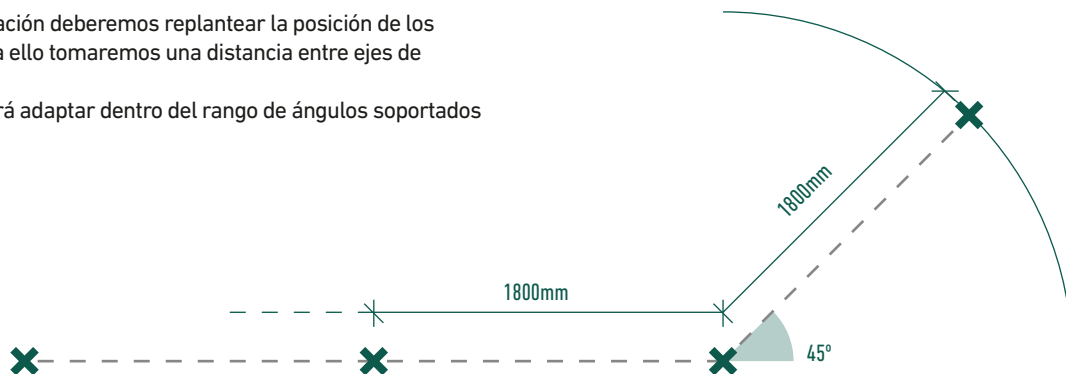 ación deberemos replantear la posición de los
a ello tomaremos una distancia entre ejes de
rá adaptar dentro del rango de ángulos soportados
1800mm
1800mm
45º